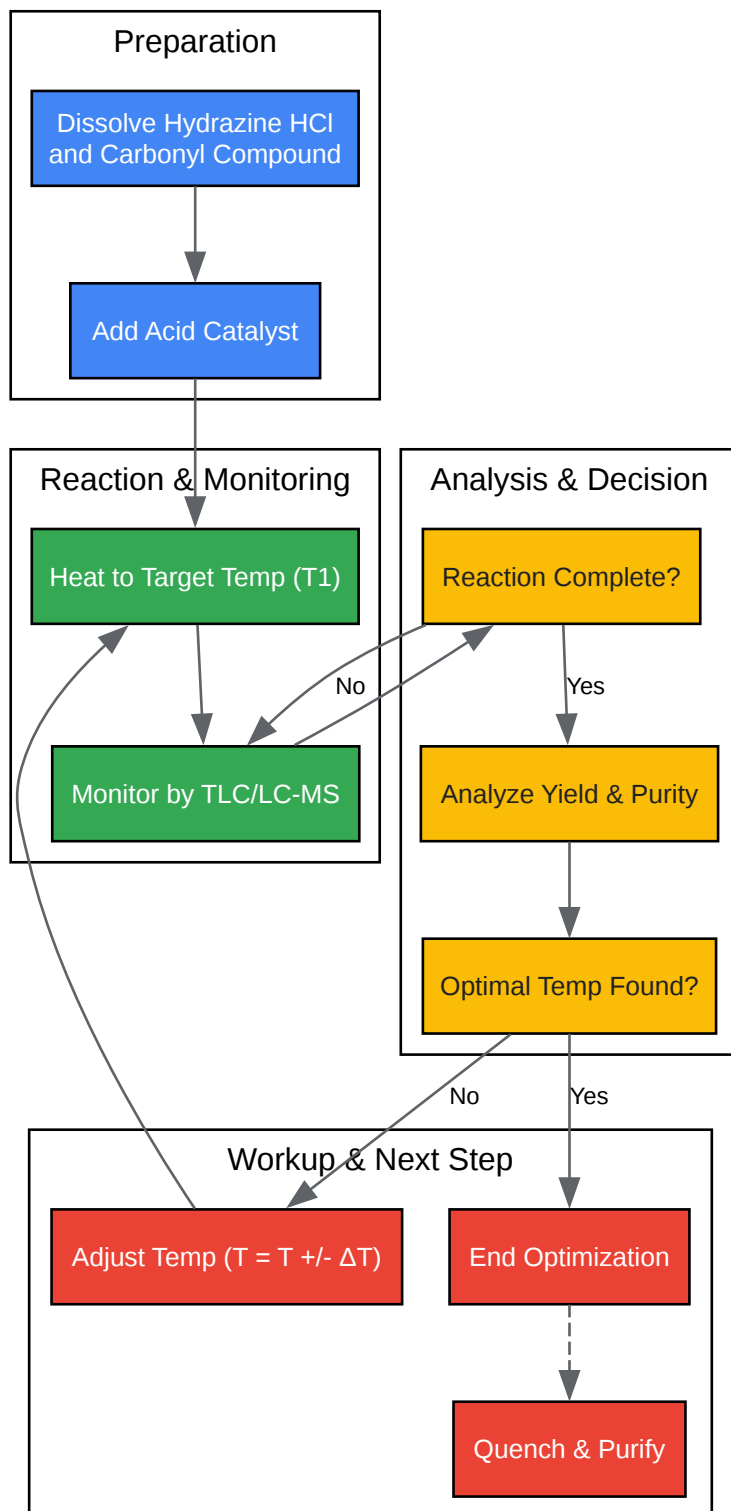 Preparation
Dissolve Hydrazine HCl
and Carbonyl Compound
Add Acid Catalyst
Reaction & Monitoring
Heat to Target Temp (T1)
Monitor by TLC/LC-MS
Analysis & Decision
Reaction Complete?
No
Yes
Analyze Yield & Purity
Optimal Temp Found?
No
Yes
Workup & Next Step
Adjust Temp (T = T +/- ΔT)
End Optimization
Quench & Purify